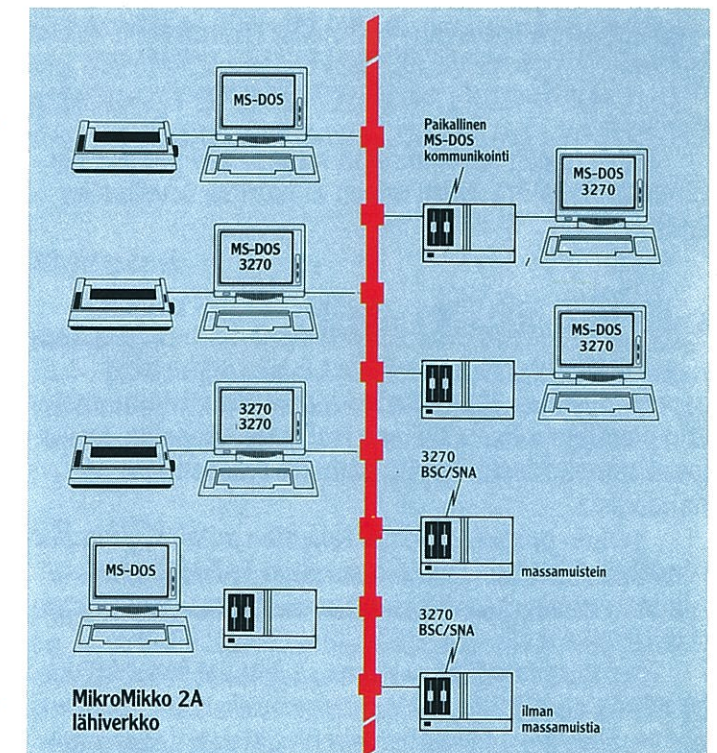 MS-DOS
Paikallinen
MS-DOS
kommunikointi
MS-DOS
3270
MS-DOS
3270
MS-DOS
3270
3270
3270
3270
BSC/SNA
massamuistein
MS-DOS
3270
BSC/SNA
ilman
massamuistia
MikroMikko 2A
lähiverkko